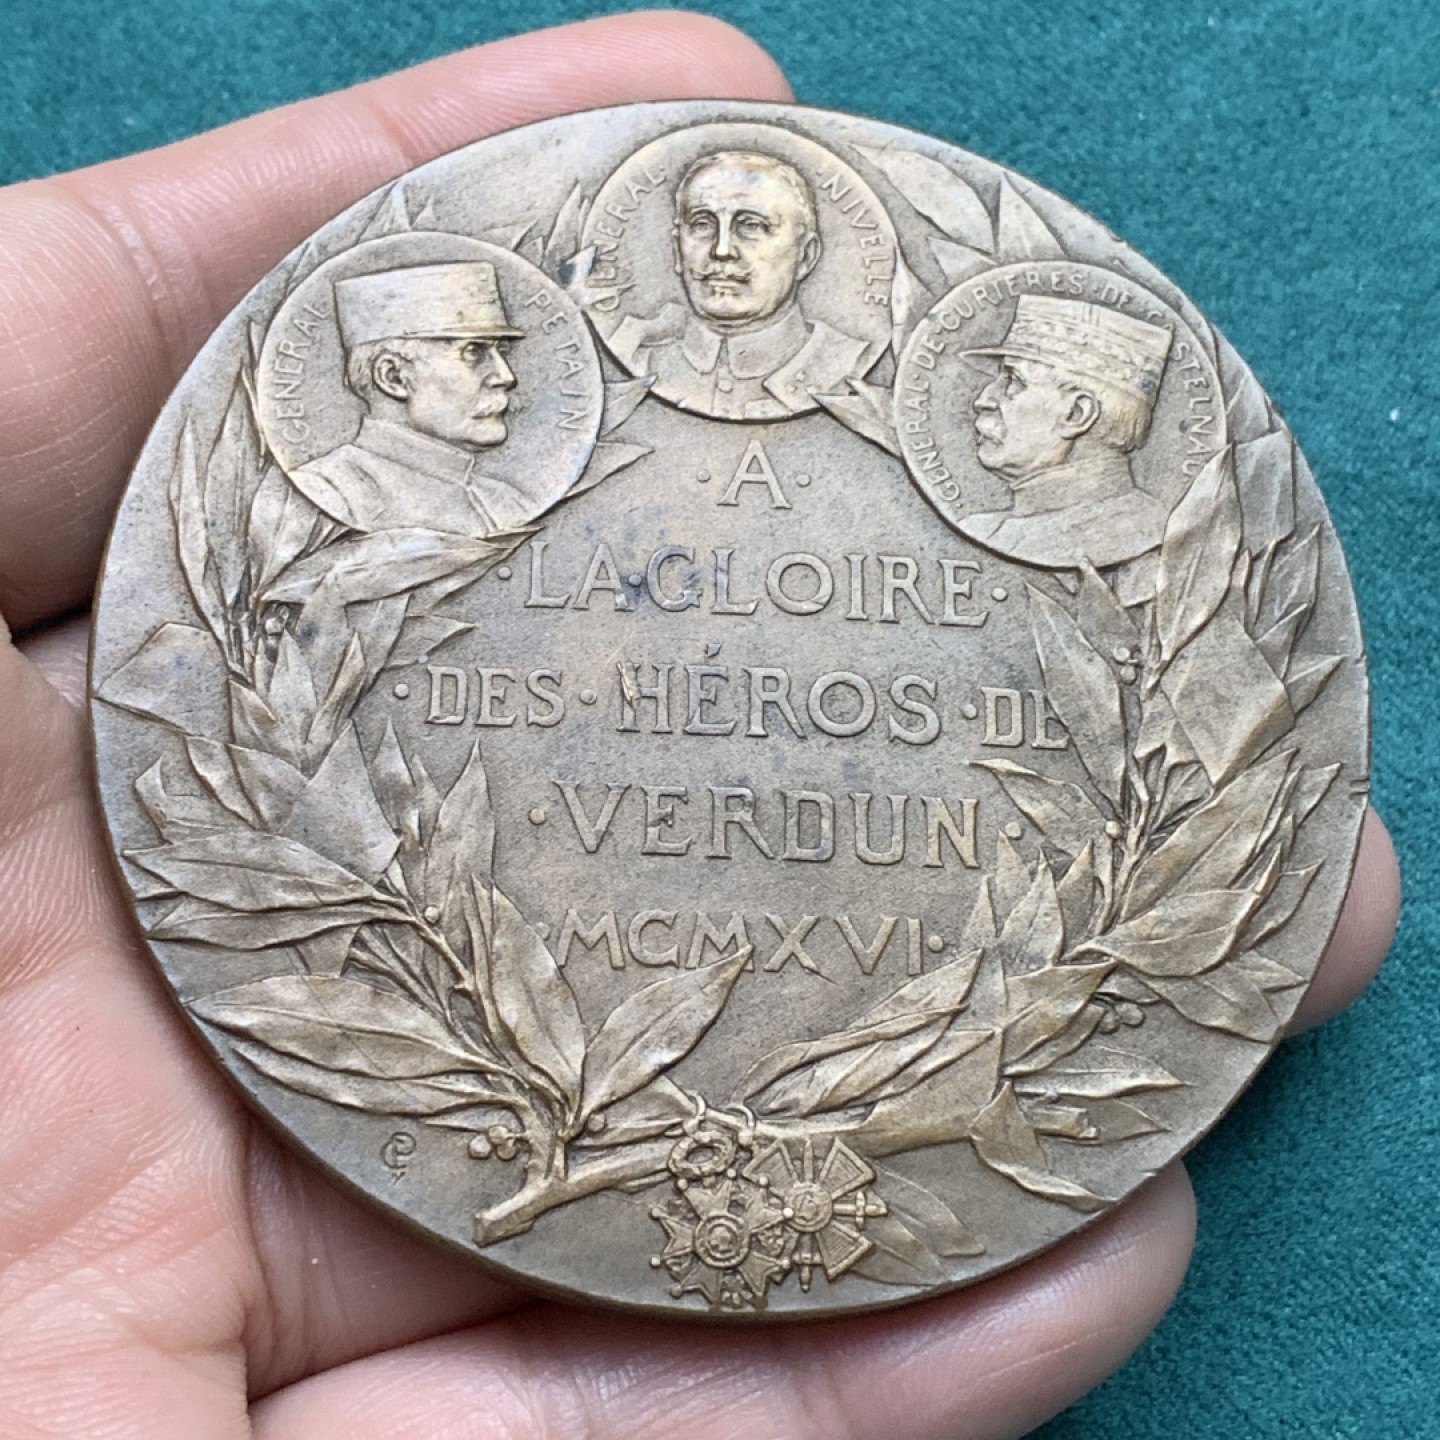 GENERAL PETAIN
GENERAL NIVELLE
GENERAL·DE·CURIERES·DE·CASTELNAU
·A·
·LA·GLOIRE·
·DES·HÉROS·DE
·VERDUN·
·MCMXVI·